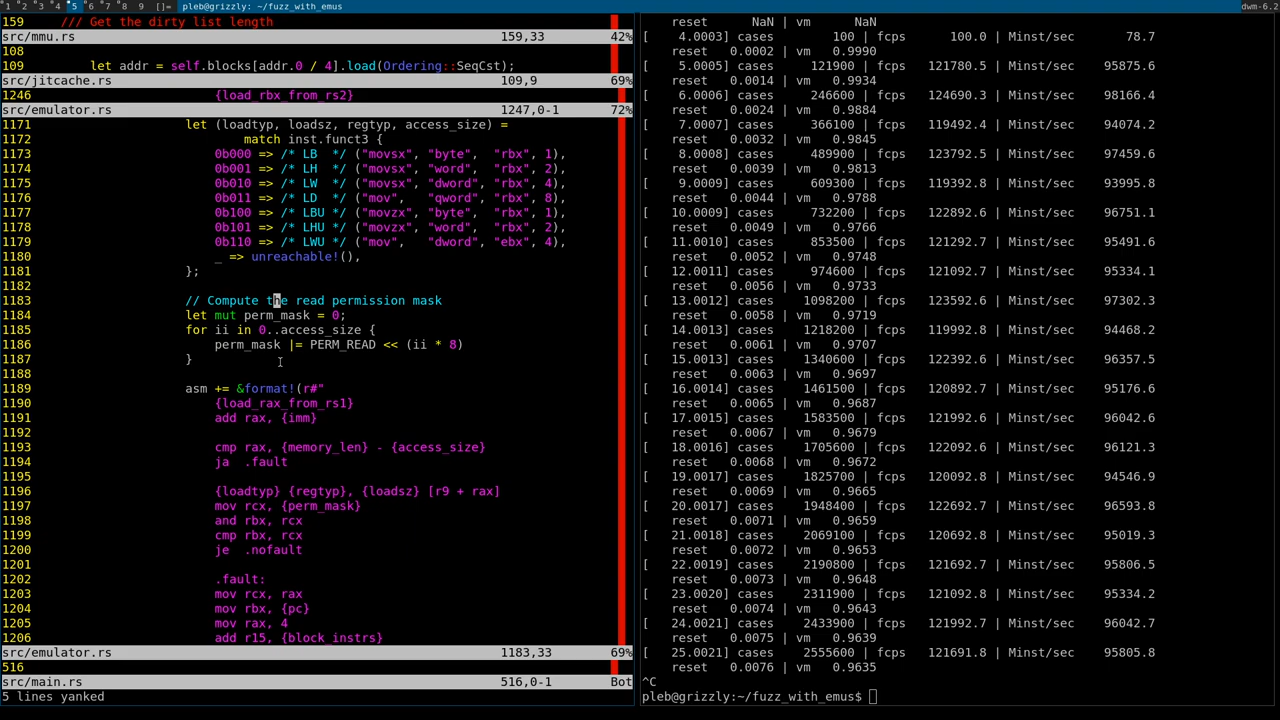 1 2 3 4 5 6 7 8 9 []= pleb@grizzly: ~/fuzz_with_emus dwm-6.2
159 /// Get the dirty list length
src/mmu.rs 159,33 42%
108
109 let addr = self.blocks[addr.0 / 4].load(Ordering::SeqCst);
src/jitcache.rs 109,9 69%
1246 {load_rbx_from_rs2}
src/emulator.rs 1247,0-1 72%
1171 let (loadtyp, loadsz, regtyp, access_size) =
1172 match inst.funct3 {
1173 0b000 => /* LB */ ("movsx", "byte", "rbx", 1),
1174 0b001 => /* LH */ ("movsx", "word", "rbx", 2),
1175 0b010 => /* LW */ ("movsx", "dword", "rbx", 4),
1176 0b011 => /* LD */ ("mov", "qword", "rbx", 8),
1177 0b100 => /* LBU */ ("movzx", "byte", "rbx", 1),
1178 0b101 => /* LHU */ ("movzx", "word", "rbx", 2),
1179 0b110 => /* LWU */ ("mov", "dword", "ebx", 4),
1180 _ => unreachable!(),
1181 };
1182
1183 // Compute the read permission mask
1184 let mut perm_mask = 0;
1185 for ii in 0..access_size {
1186 perm_mask |= PERM_READ << (ii * 8)
1187 }
1188
1189 asm += &format!(r#"
1190 {load_rax_from_rs1}
1191 add rax, {imm}
1192
1193 cmp rax, {memory_len} - {access_size}
1194 ja .fault
1195
1196 {loadtyp} {regtyp}, {loadsz} [r9 + rax]
1197 mov rcx, {perm_mask}
1198 and rbx, rcx
1199 cmp rbx, rcx
1200 je .nofault
1201
1202 .fault:
1203 mov rcx, rax
1204 mov rbx, {pc}
1205 mov rax, 4
1206 add r15, {block_instrs}
src/emulator.rs 1183,33 69%
516
src/main.rs 516,0-1 Bot
5 lines yanked
reset NaN | vm NaN
[ 4.0003] cases 100 | fcps 100.0 | Minst/sec 78.7
reset 0.0002 | vm 0.9990
[ 5.0005] cases 121900 | fcps 121780.5 | Minst/sec 95875.6
reset 0.0014 | vm 0.9934
[ 6.0006] cases 246600 | fcps 124690.3 | Minst/sec 98166.4
reset 0.0024 | vm 0.9884
[ 7.0007] cases 366100 | fcps 119492.4 | Minst/sec 94074.2
reset 0.0032 | vm 0.9845
[ 8.0008] cases 489900 | fcps 123792.5 | Minst/sec 97459.6
reset 0.0039 | vm 0.9813
[ 9.0009] cases 609300 | fcps 119392.8 | Minst/sec 93995.8
reset 0.0044 | vm 0.9788
[ 10.0009] cases 732200 | fcps 122892.6 | Minst/sec 96751.1
reset 0.0049 | vm 0.9766
[ 11.0010] cases 853500 | fcps 121292.7 | Minst/sec 95491.6
reset 0.0052 | vm 0.9748
[ 12.0011] cases 974600 | fcps 121092.7 | Minst/sec 95334.1
reset 0.0056 | vm 0.9733
[ 13.0012] cases 1098200 | fcps 123592.6 | Minst/sec 97302.3
reset 0.0058 | vm 0.9719
[ 14.0013] cases 1218200 | fcps 119992.8 | Minst/sec 94468.2
reset 0.0061 | vm 0.9707
[ 15.0013] cases 1340600 | fcps 122392.6 | Minst/sec 96357.5
reset 0.0063 | vm 0.9697
[ 16.0014] cases 1461500 | fcps 120892.7 | Minst/sec 95176.6
reset 0.0065 | vm 0.9687
[ 17.0015] cases 1583500 | fcps 121992.6 | Minst/sec 96042.6
reset 0.0067 | vm 0.9679
[ 18.0016] cases 1705600 | fcps 122092.6 | Minst/sec 96121.3
reset 0.0068 | vm 0.9672
[ 19.0017] cases 1825700 | fcps 120092.8 | Minst/sec 94546.9
reset 0.0069 | vm 0.9665
[ 20.0017] cases 1948400 | fcps 122692.7 | Minst/sec 96593.8
reset 0.0071 | vm 0.9659
[ 21.0018] cases 2069100 | fcps 120692.8 | Minst/sec 95019.3
reset 0.0072 | vm 0.9653
[ 22.0019] cases 2190800 | fcps 121692.7 | Minst/sec 95806.5
reset 0.0073 | vm 0.9648
[ 23.0020] cases 2311900 | fcps 121092.8 | Minst/sec 95334.2
reset 0.0074 | vm 0.9643
[ 24.0021] cases 2433900 | fcps 121992.7 | Minst/sec 96042.7
reset 0.0075 | vm 0.9639
[ 25.0021] cases 2555600 | fcps 121691.8 | Minst/sec 95805.8
reset 0.0076 | vm 0.9635
^C
pleb@grizzly:~/fuzz_with_emus$